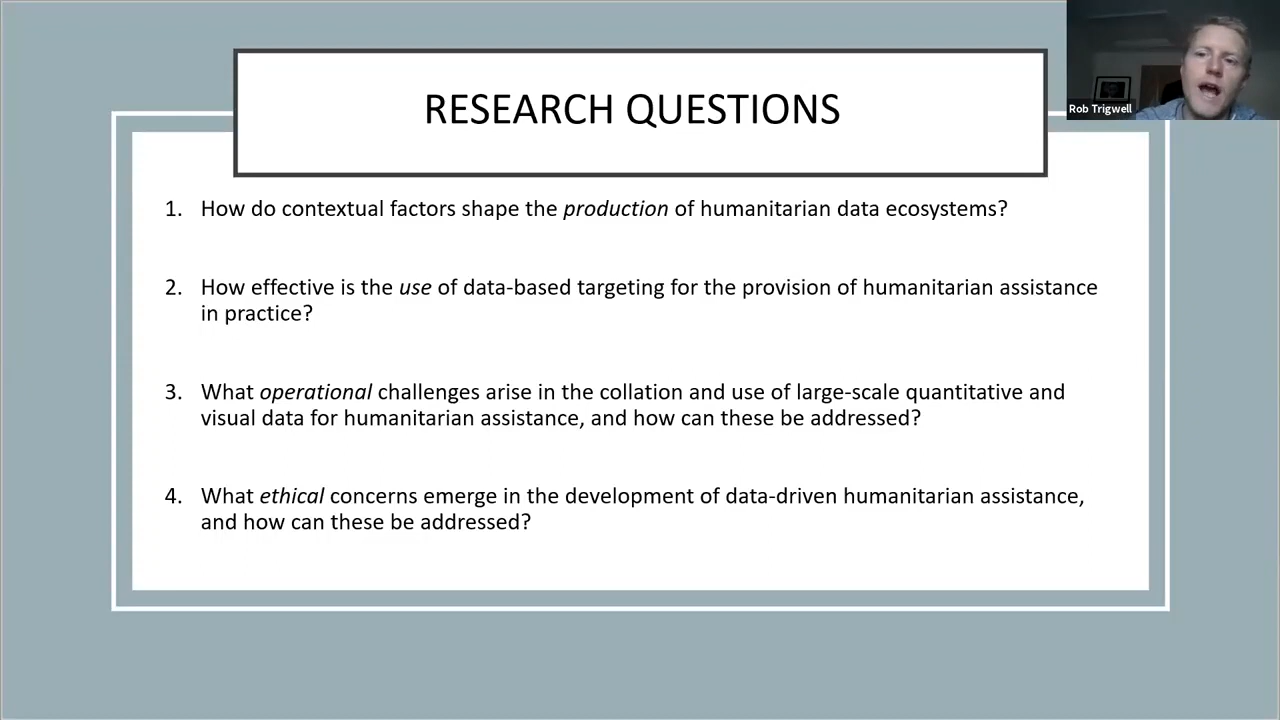 RESEARCH QUESTIONS
Rob Trigwell
1. How do contextual factors shape the production of humanitarian data ecosystems?
2. How effective is the use of data-based targeting for the provision of humanitarian assistance
in practice?
3. What operational challenges arise in the collation and use of large-scale quantitative and
visual data for humanitarian assistance, and how can these be addressed?
4. What ethical concerns emerge in the development of data-driven humanitarian assistance,
and how can these be addressed?